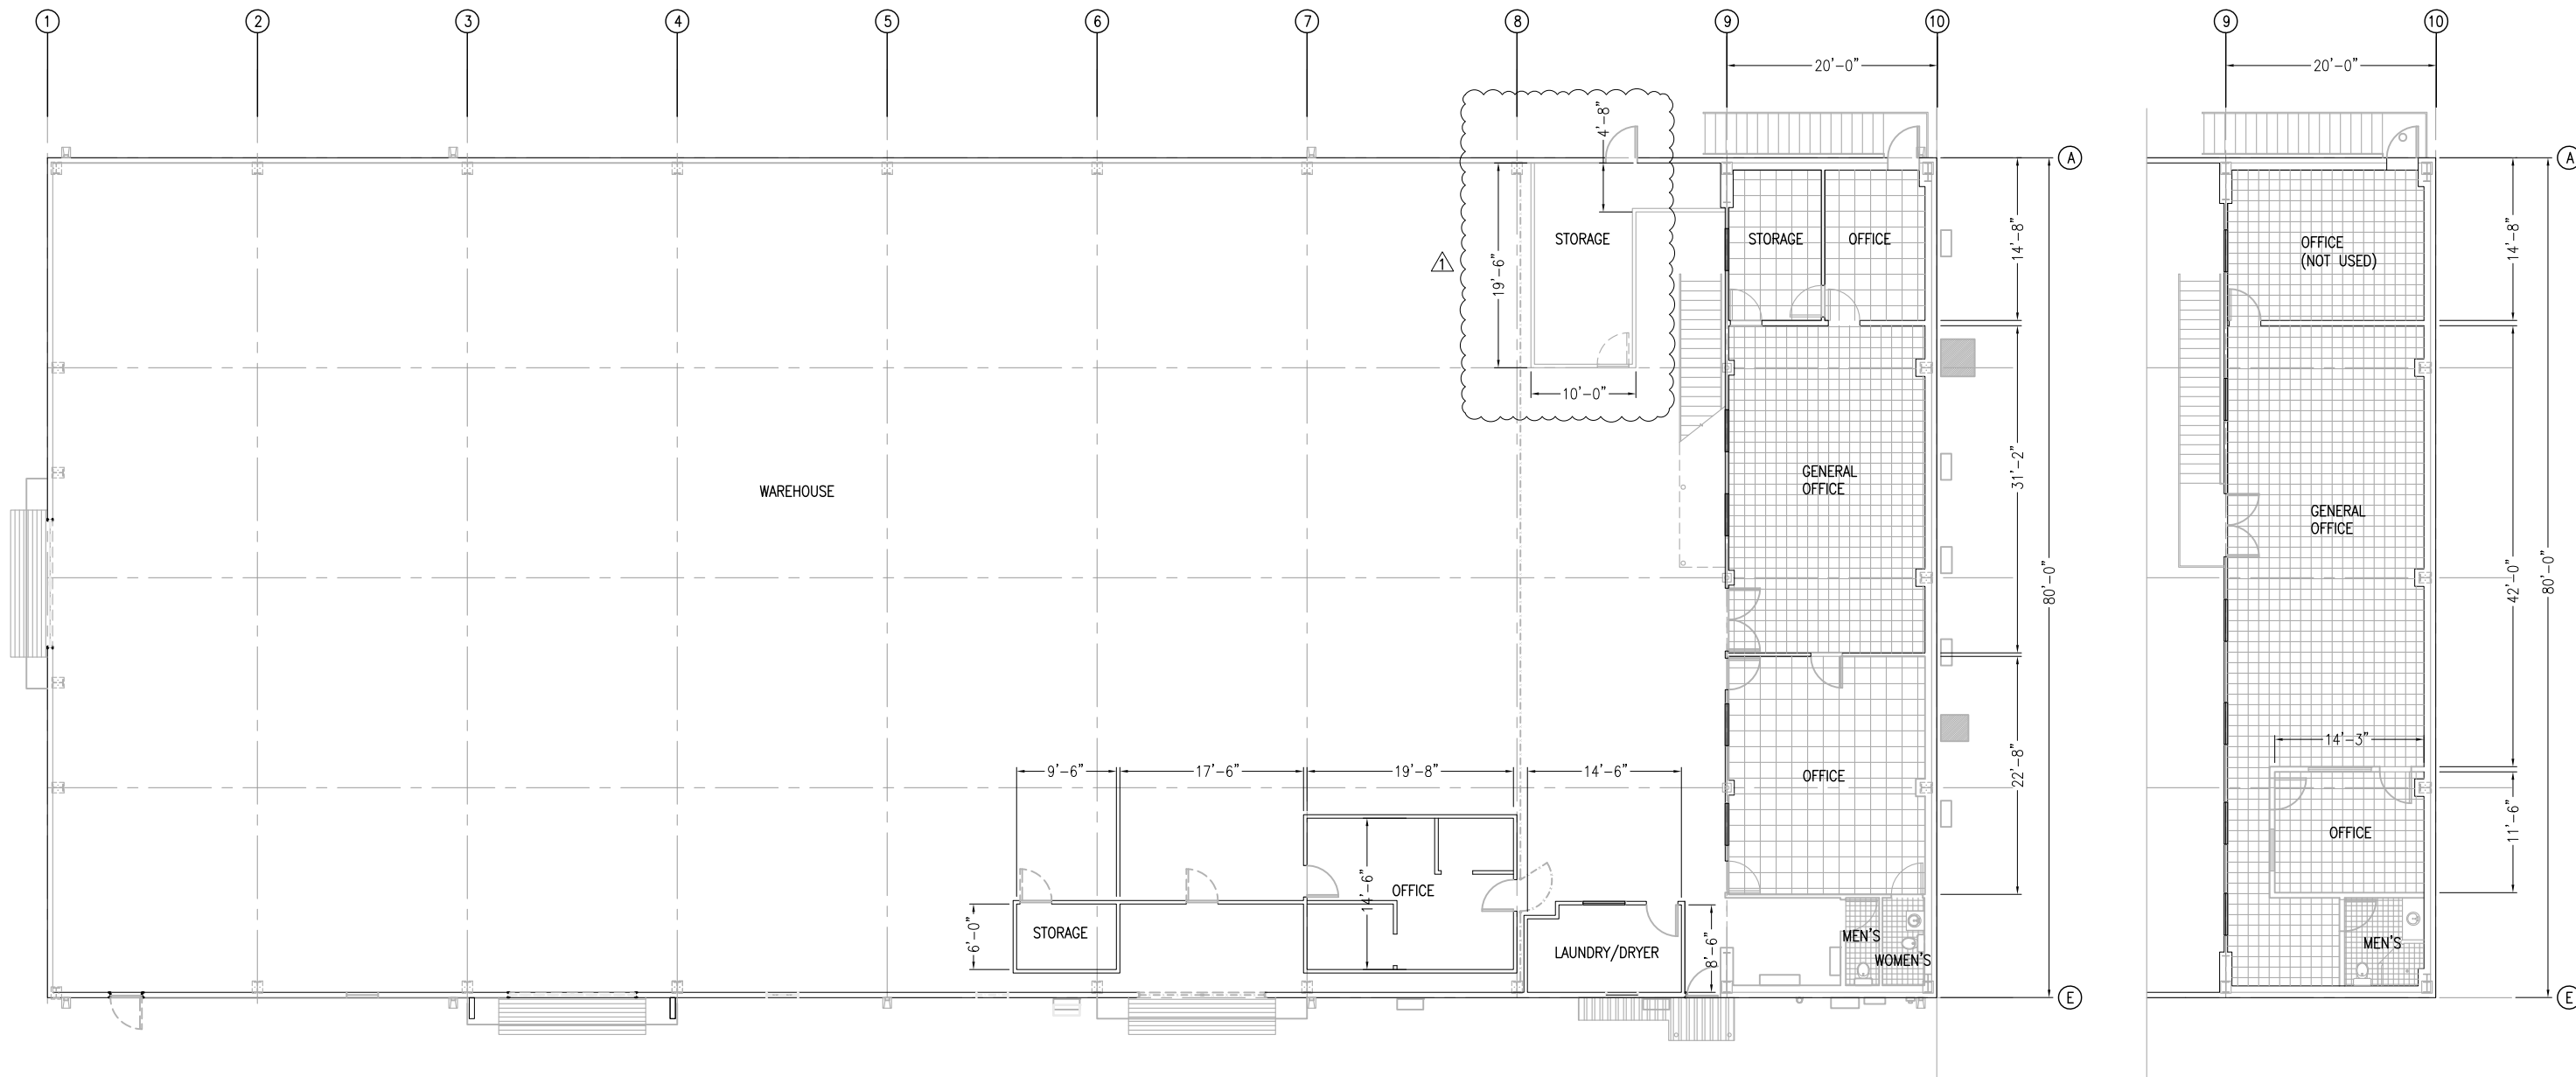 1 2 3 4 5 6 7 8 9 10 9 10
20'-0" 20'-0"
4'-8"
A A
STORAGE STORAGE OFFICE
OFFICE
(NOT USED)
14'-8" 14'-8"
1
19'-6"
10'-0"
WAREHOUSE
GENERAL
OFFICE
31'-2"
GENERAL
OFFICE
80'-0" 42'-0" 80'-0"
14'-3"
9'-6" 17'-6" 19'-8" 14'-6"
OFFICE
22'-8"
OFFICE
11'-6"
14'-6"
OFFICE
6'-0"
STORAGE
LAUNDRY/DRYER
8'-6"
MEN'S
WOMEN'S
MEN'S
E E